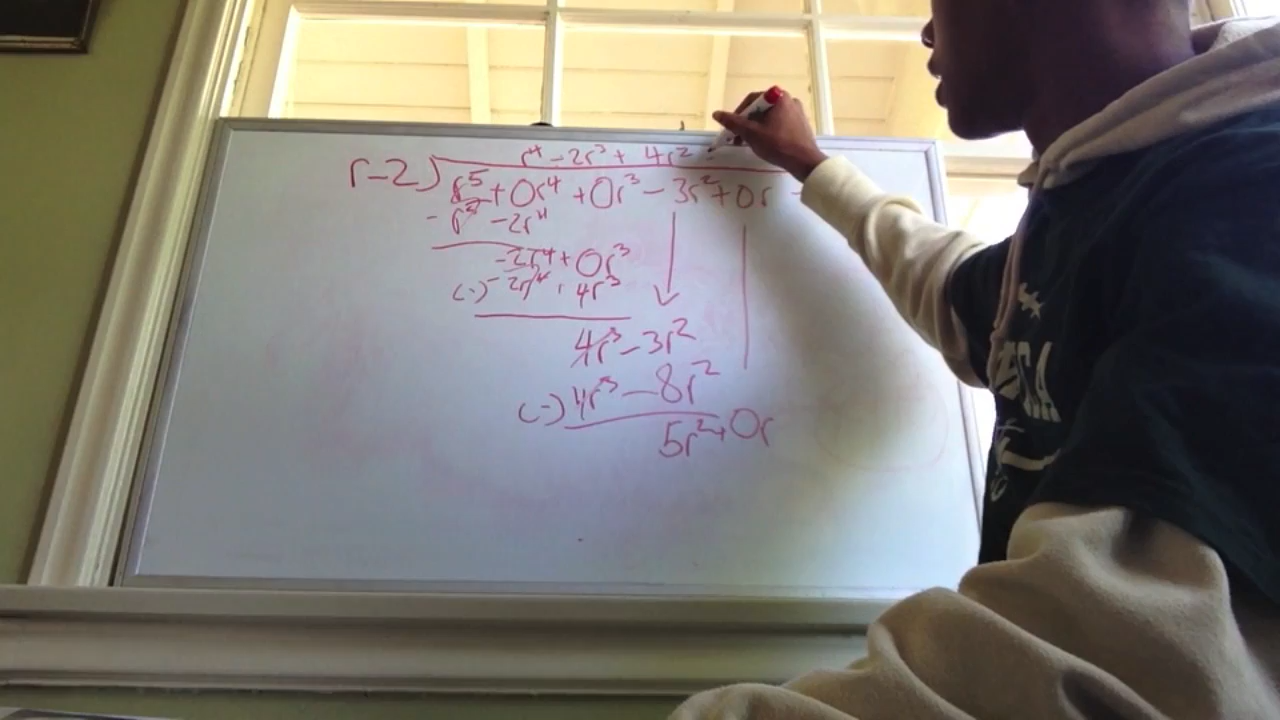 r⁴ - 2r³ + 4r² -
r-2) r⁵ + 0r⁴ + 0r³ - 3r² + 0r -
- r⁵ - 2r⁴
-2r⁴ + 0r³
(-) -2r⁴ + 4r³
4r³ - 3r²
(-) 4r³ - 8r²
5r² + 0r